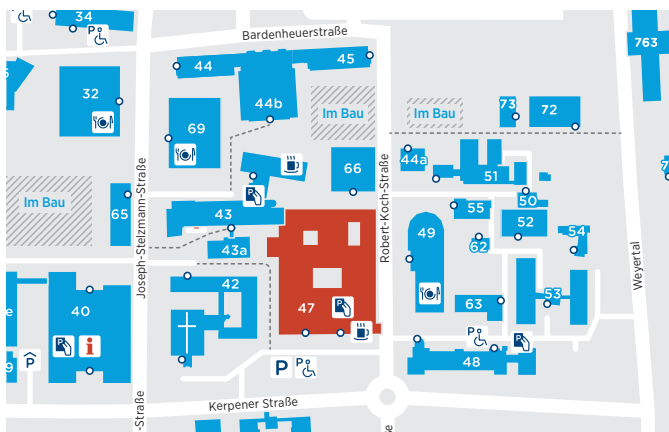 34
P
Bardenheuerstraße
763
44
45
32
44b
Im Bau
Im Bau
73
72
69
44a
66
51
P
Im Bau
65
Joseph-Stelzmann-Straße
Robert-Koch-Straße
Weyertal
43
43a
55
50
52
54
49
62
42
53
47
40
P
63
P
i
P
P
P
P
P
48
Kerpener Straße
-Straße